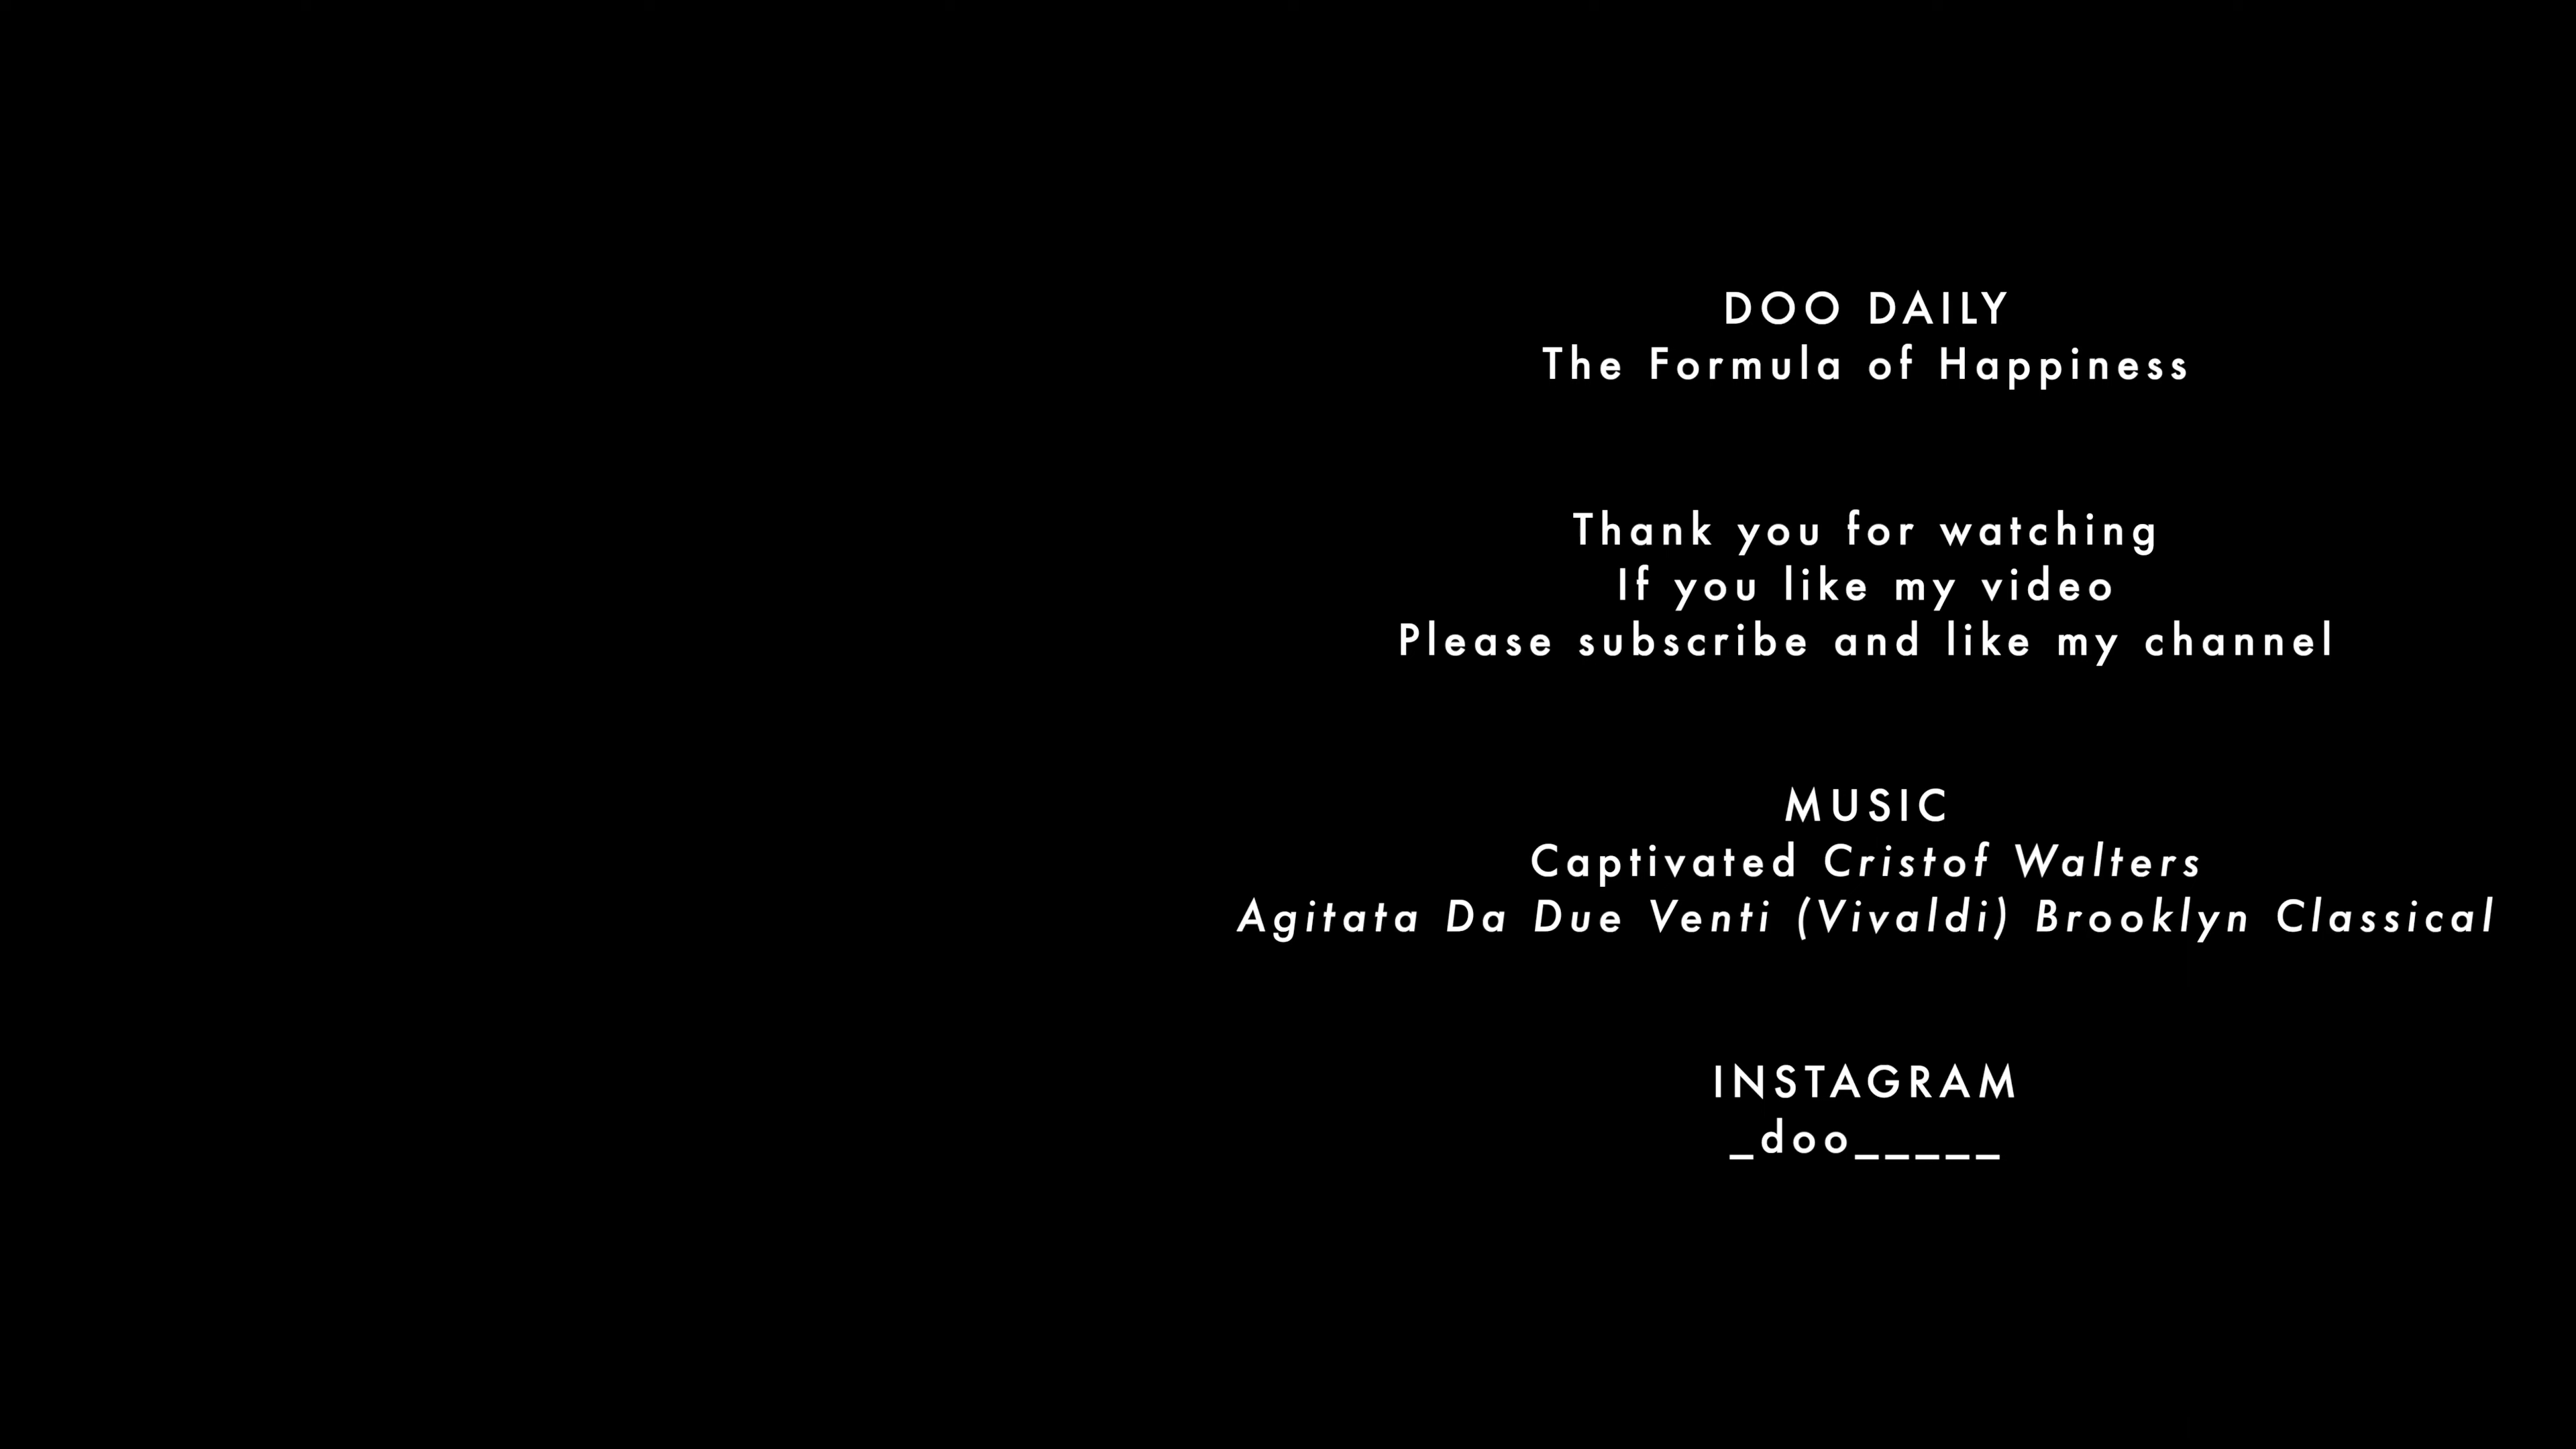 DOO DAILY
The Formula of Happiness
Thank you for watching
If you like my video
Please subscribe and like my channel
MUSIC
Captivated Cristof Walters
Agitata Da Due Venti (Vivaldi) Brooklyn Classical
INSTAGRAM
_doo_____